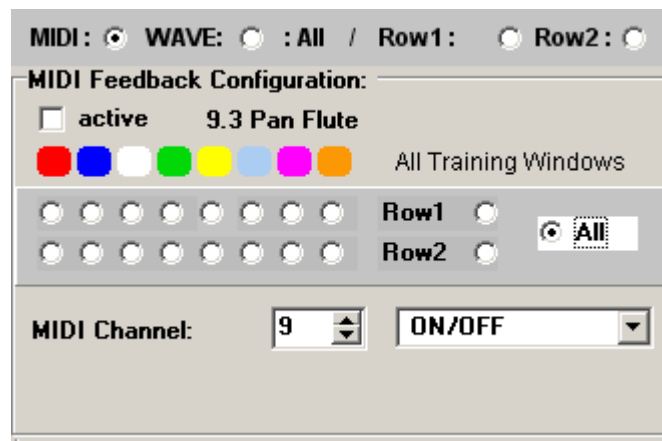 MIDI: WAVE: : All / Row1: Row2:
MIDI Feedback Configuration:
active 9.3 Pan Flute
All Training Windows
Row1
All
Row2
MIDI Channel: 9 ON/OFF